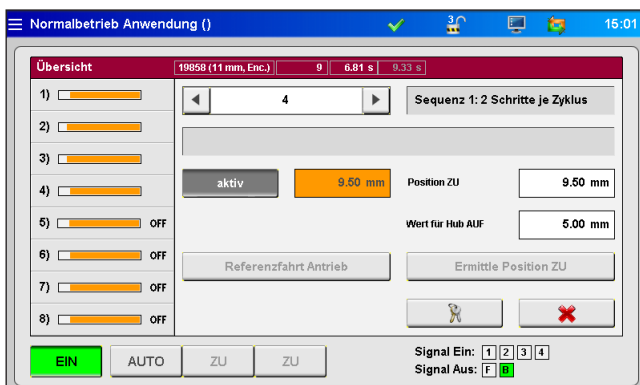 Normalbetrieb Anwendung () 3 15:01
Übersicht 19858 (11 mm, Enc.) 9 6.81 s 9.33 s
1) 4 Sequenz 1: 2 Schritte je Zyklus
2)
3)
4) aktiv 9.50 mm Position ZU 9.50 mm
5) OFF Wert für Hub AUF 5.00 mm
6) OFF Referenzfahrt Antrieb Ermittle Position ZU
7) OFF
8) OFF
EIN AUTO ZU ZU Signal Ein: 1 2 3 4
Signal Aus: F B